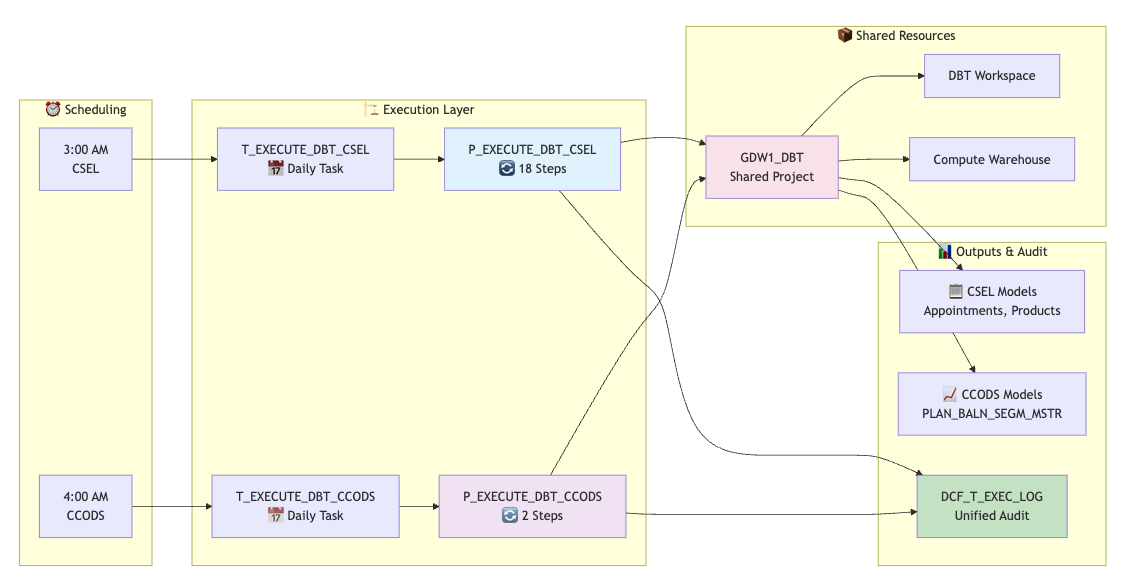 ⏰ Scheduling
3:00 AM
CSEL
4:00 AM
CCODS
🏗️ Execution Layer
T_EXECUTE_DBT_CSEL
📅 Daily Task
P_EXECUTE_DBT_CSEL
🔄 18 Steps
T_EXECUTE_DBT_CCODS
📅 Daily Task
P_EXECUTE_DBT_CCODS
🔄 2 Steps
📦 Shared Resources
DBT Workspace
GDW1_DBT
Shared Project
Compute Warehouse
📊 Outputs & Audit
📋 CSEL Models
Appointments, Products
📈 CCODS Models
PLAN_BALN_SEGM_MSTR
DCF_T_EXEC_LOG
Unified Audit